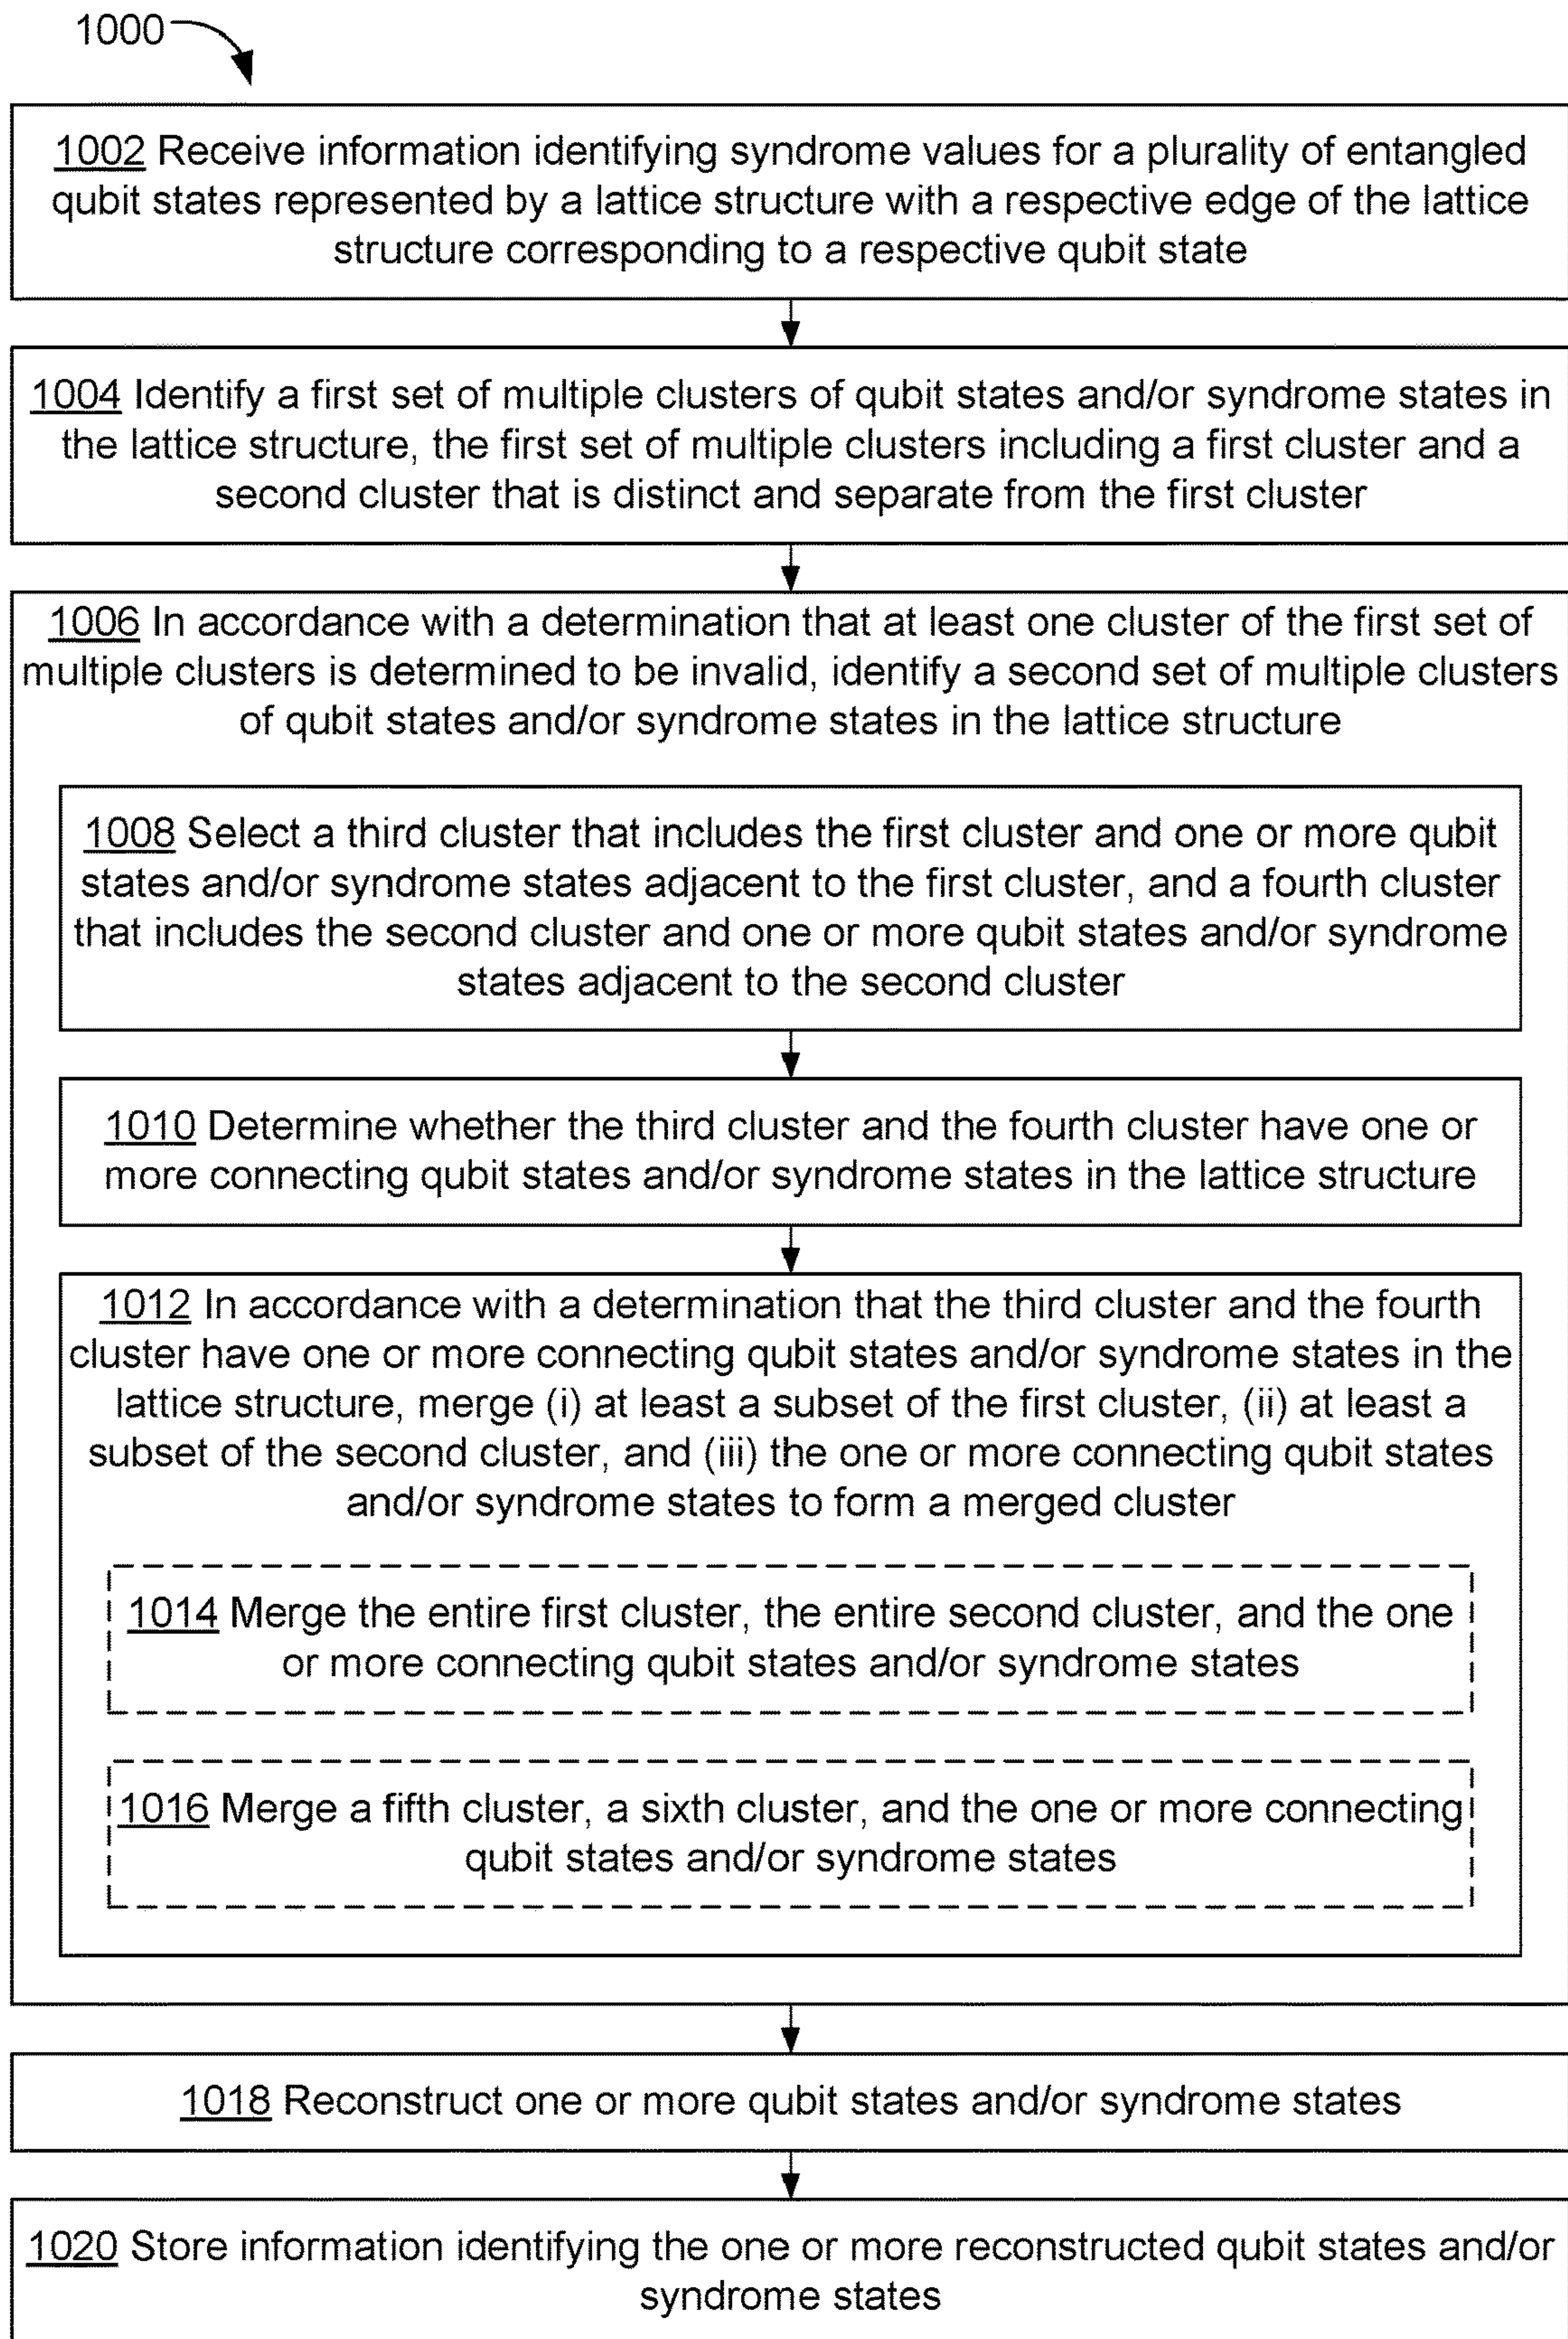 1000
1002 Receive information identifying syndrome values for a plurality of entangled
qubit states represented by a lattice structure with a respective edge of the lattice
structure corresponding to a respective qubit state
1004 Identify a first set of multiple clusters of qubit states and/or syndrome states in
the lattice structure, the first set of multiple clusters including a first cluster and a
second cluster that is distinct and separate from the first cluster
1006 In accordance with a determination that at least one cluster of the first set of
multiple clusters is determined to be invalid, identify a second set of multiple clusters
of qubit states and/or syndrome states in the lattice structure
1008 Select a third cluster that includes the first cluster and one or more qubit
states and/or syndrome states adjacent to the first cluster, and a fourth cluster
that includes the second cluster and one or more qubit states and/or syndrome
states adjacent to the second cluster
1010 Determine whether the third cluster and the fourth cluster have one or
more connecting qubit states and/or syndrome states in the lattice structure
1012 In accordance with a determination that the third cluster and the fourth
cluster have one or more connecting qubit states and/or syndrome states in the
lattice structure, merge (i) at least a subset of the first cluster, (ii) at least a
subset of the second cluster, and (iii) the one or more connecting qubit states
and/or syndrome states to form a merged cluster
1014 Merge the entire first cluster, the entire second cluster, and the one
or more connecting qubit states and/or syndrome states
1016 Merge a fifth cluster, a sixth cluster, and the one or more connecting
qubit states and/or syndrome states
1018 Reconstruct one or more qubit states and/or syndrome states
1020 Store information identifying the one or more reconstructed qubit states and/or
syndrome states